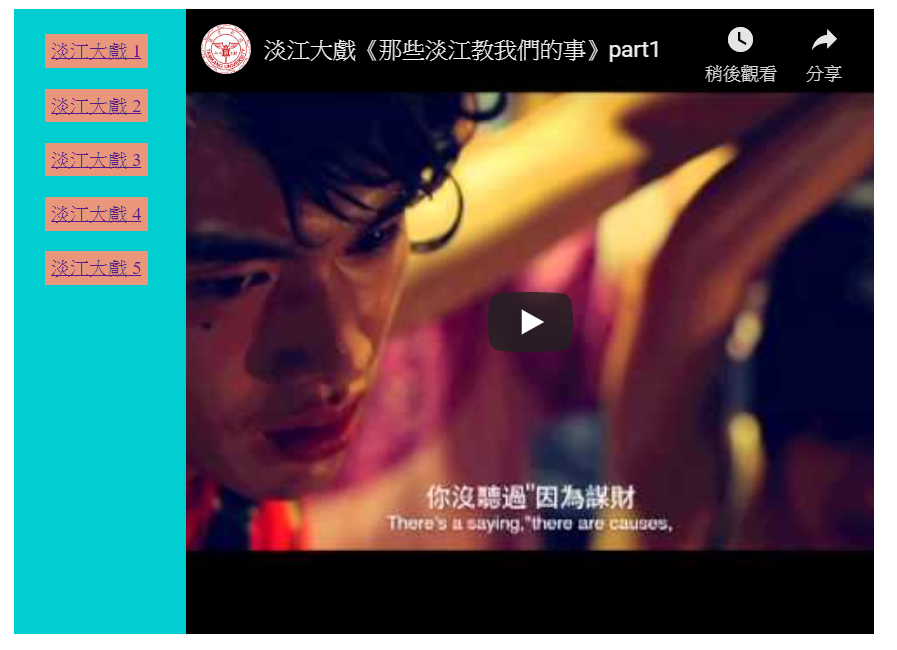 淡江大戲 1
淡江大戲 2
淡江大戲 3
淡江大戲 4
淡江大戲 5
淡江大戲《那些淡江教我們的事》part1
稍後觀看
分享
你沒聽過"因為謀財
There's a saying,"there are causes,